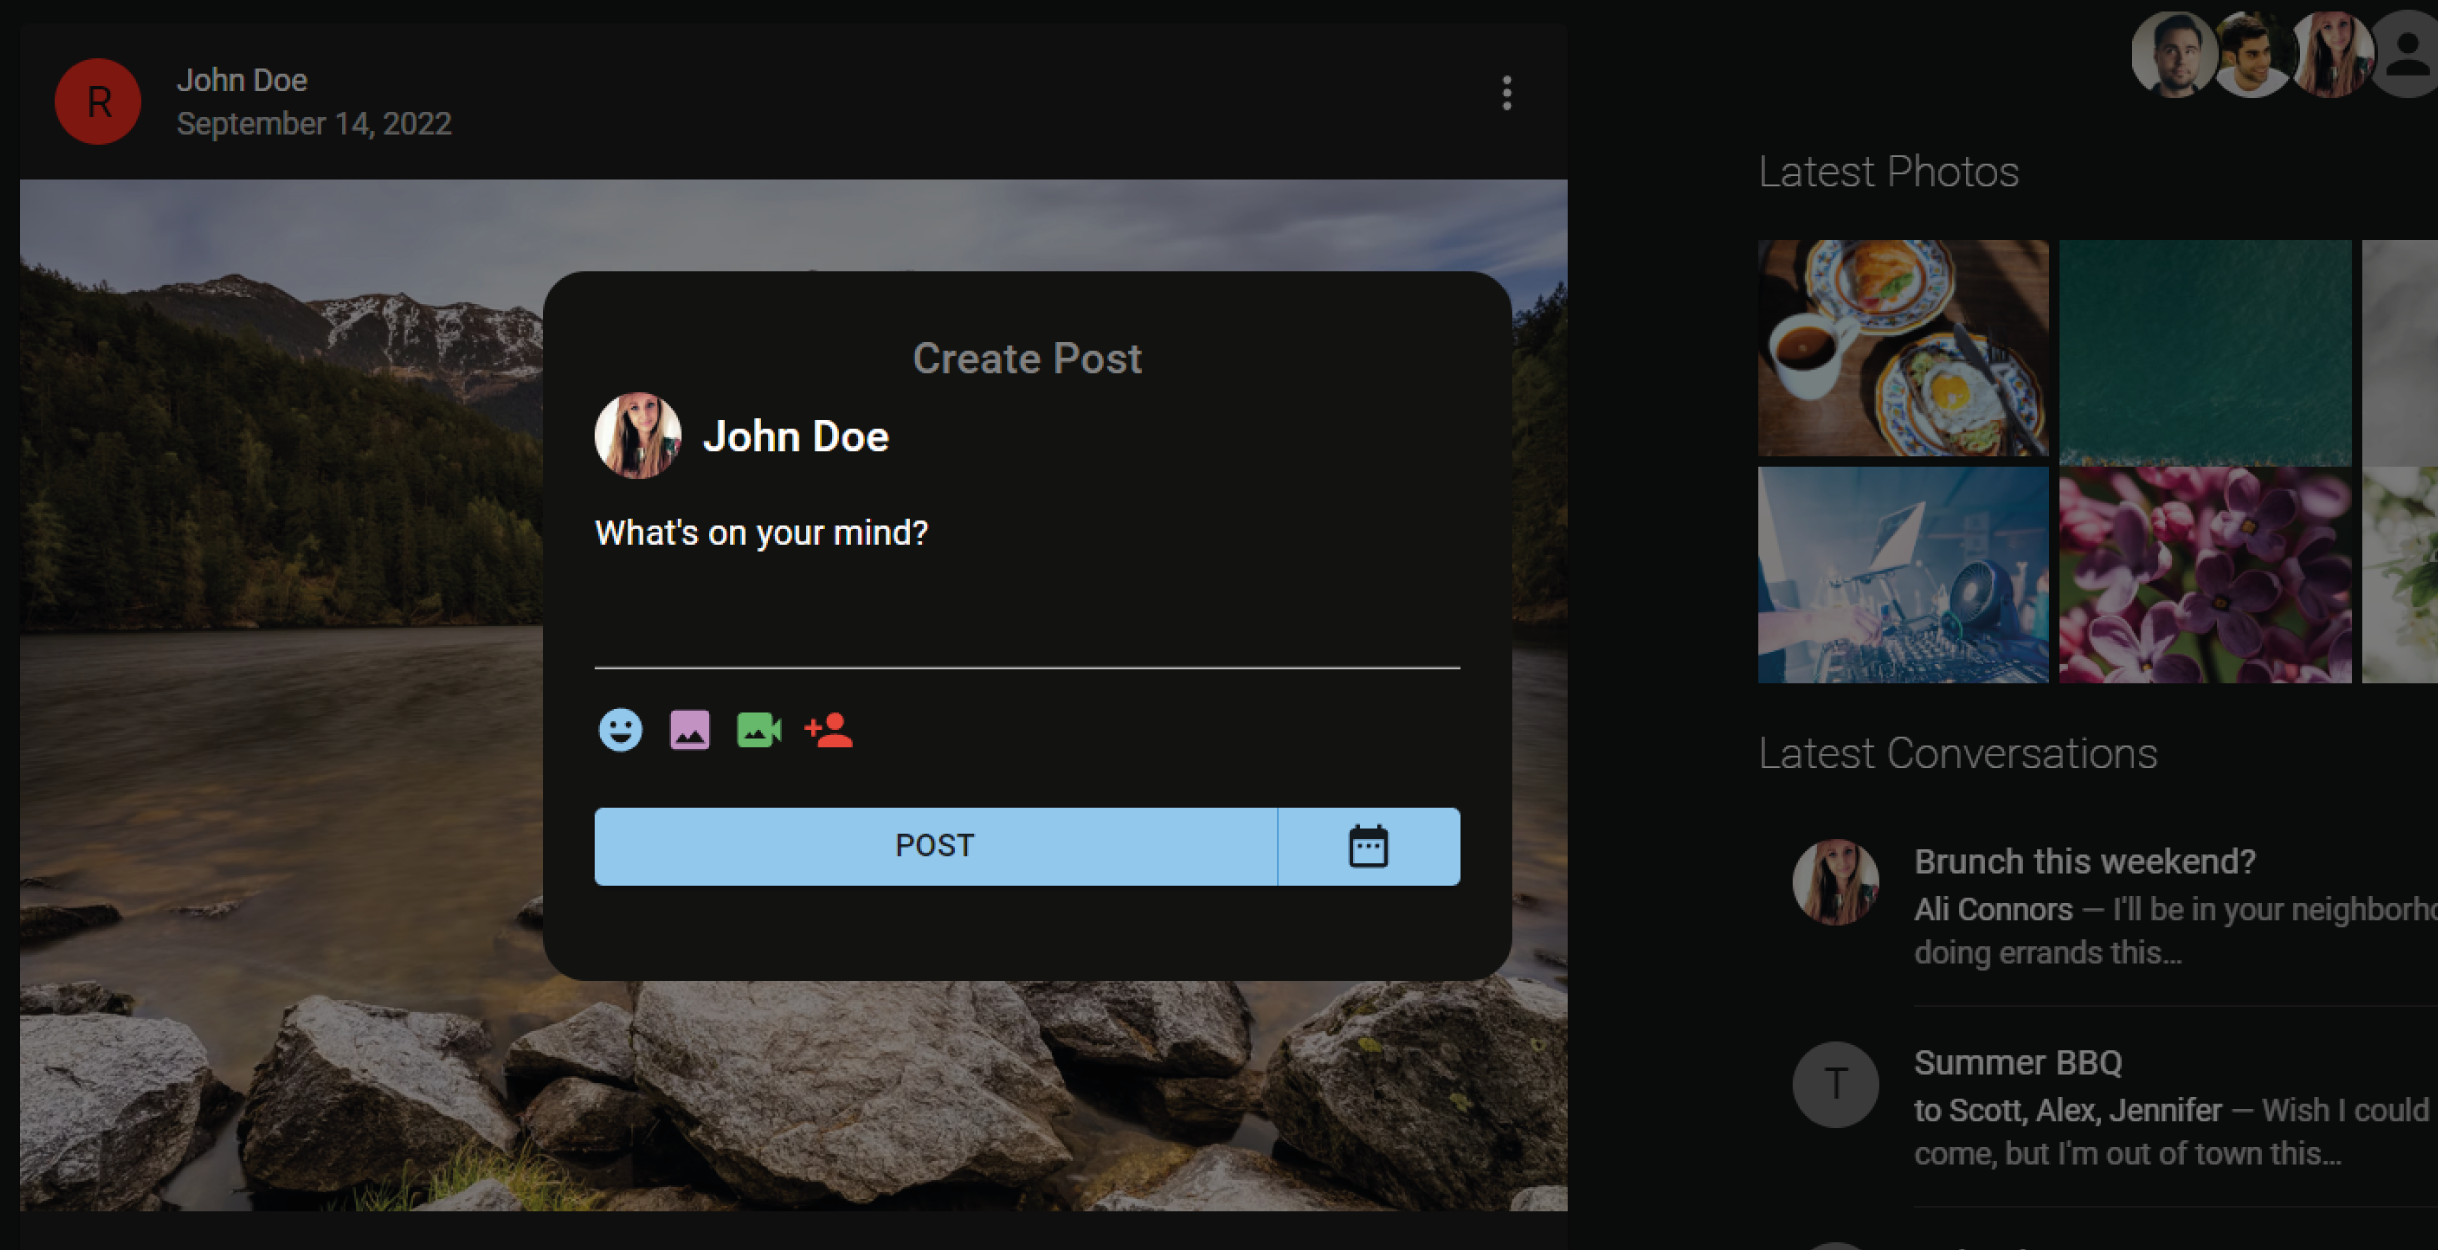 R
John Doe
September 14, 2022
Create Post
John Doe
What's on your mind?
POST
Latest Photos
Latest Conversations
Brunch this weekend?
Ali Connors — I'll be in your
doing errands this…
T
Summer BBQ
to Scott, Alex, Jennifer — Wish I could
come, but I'm out of town this…